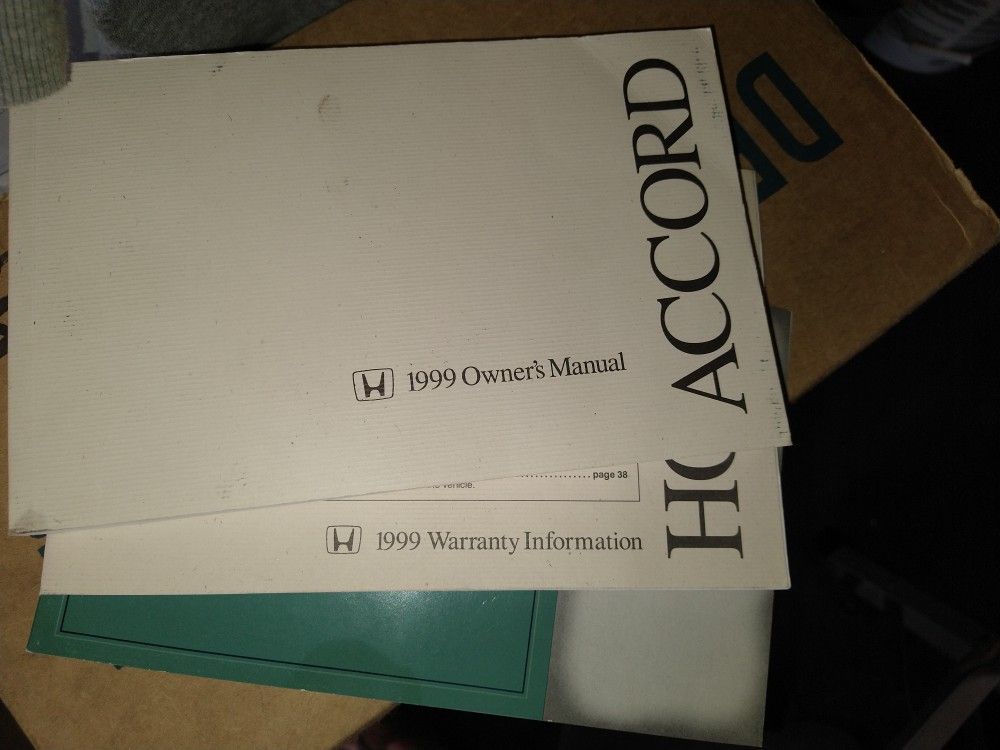 ACCORD
1999 Owner's Manual
page 38
vehicle.
1999 Warranty Information
HO